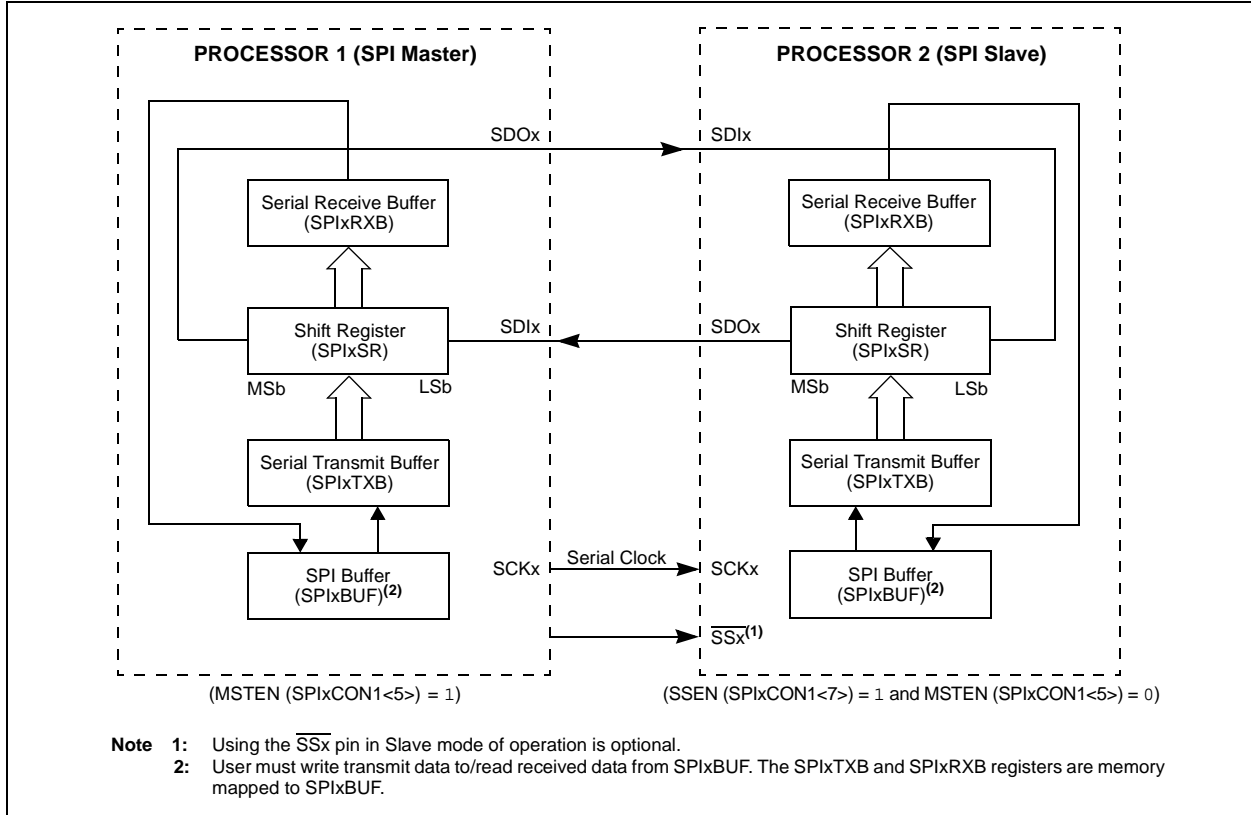 PROCESSOR 1 (SPI Master)
PROCESSOR 2 (SPI Slave)
SDOx
SDIx
Serial Receive Buffer
(SPIxRXB)
Serial Receive Buffer
(SPIxRXB)
Shift Register
(SPIxSR)
SDIx
SDOx
Shift Register
(SPIxSR)
MSb
LSb
MSb
LSb
Serial Transmit Buffer
(SPIxTXB)
Serial Transmit Buffer
(SPIxTXB)
SPI Buffer
(SPIxBUF)(2)
SCKx
Serial Clock
SCKx
SPI Buffer
(SPIxBUF)(2)
SSx(1)
(MSTEN (SPIxCON1<5>) = 1)
(SSEN (SPIxCON1<7>) = 1 and MSTEN (SPIxCON1<5>) = 0)
Note 1: Using the SSx pin in Slave mode of operation is optional.
2: User must write transmit data to/read received data from SPIxBUF. The SPIxTXB and SPIxRXB registers are memory
mapped to SPIxBUF.